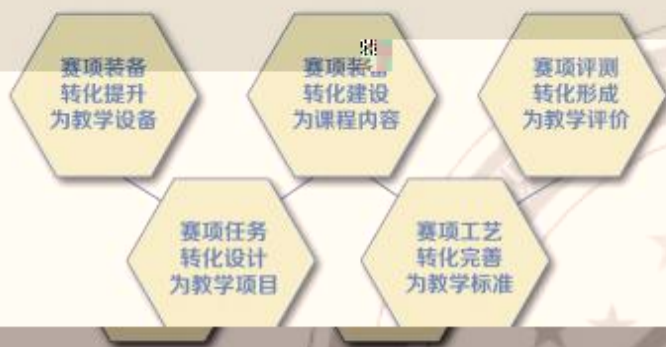 赛项装备
转化提升
为教学设备
赛项装
转化建设
为课程内容
赛项评测
转化形成
为教学评价
赛项任务
转化设计
为教学项目
赛项工艺
转化完善
为教学标准